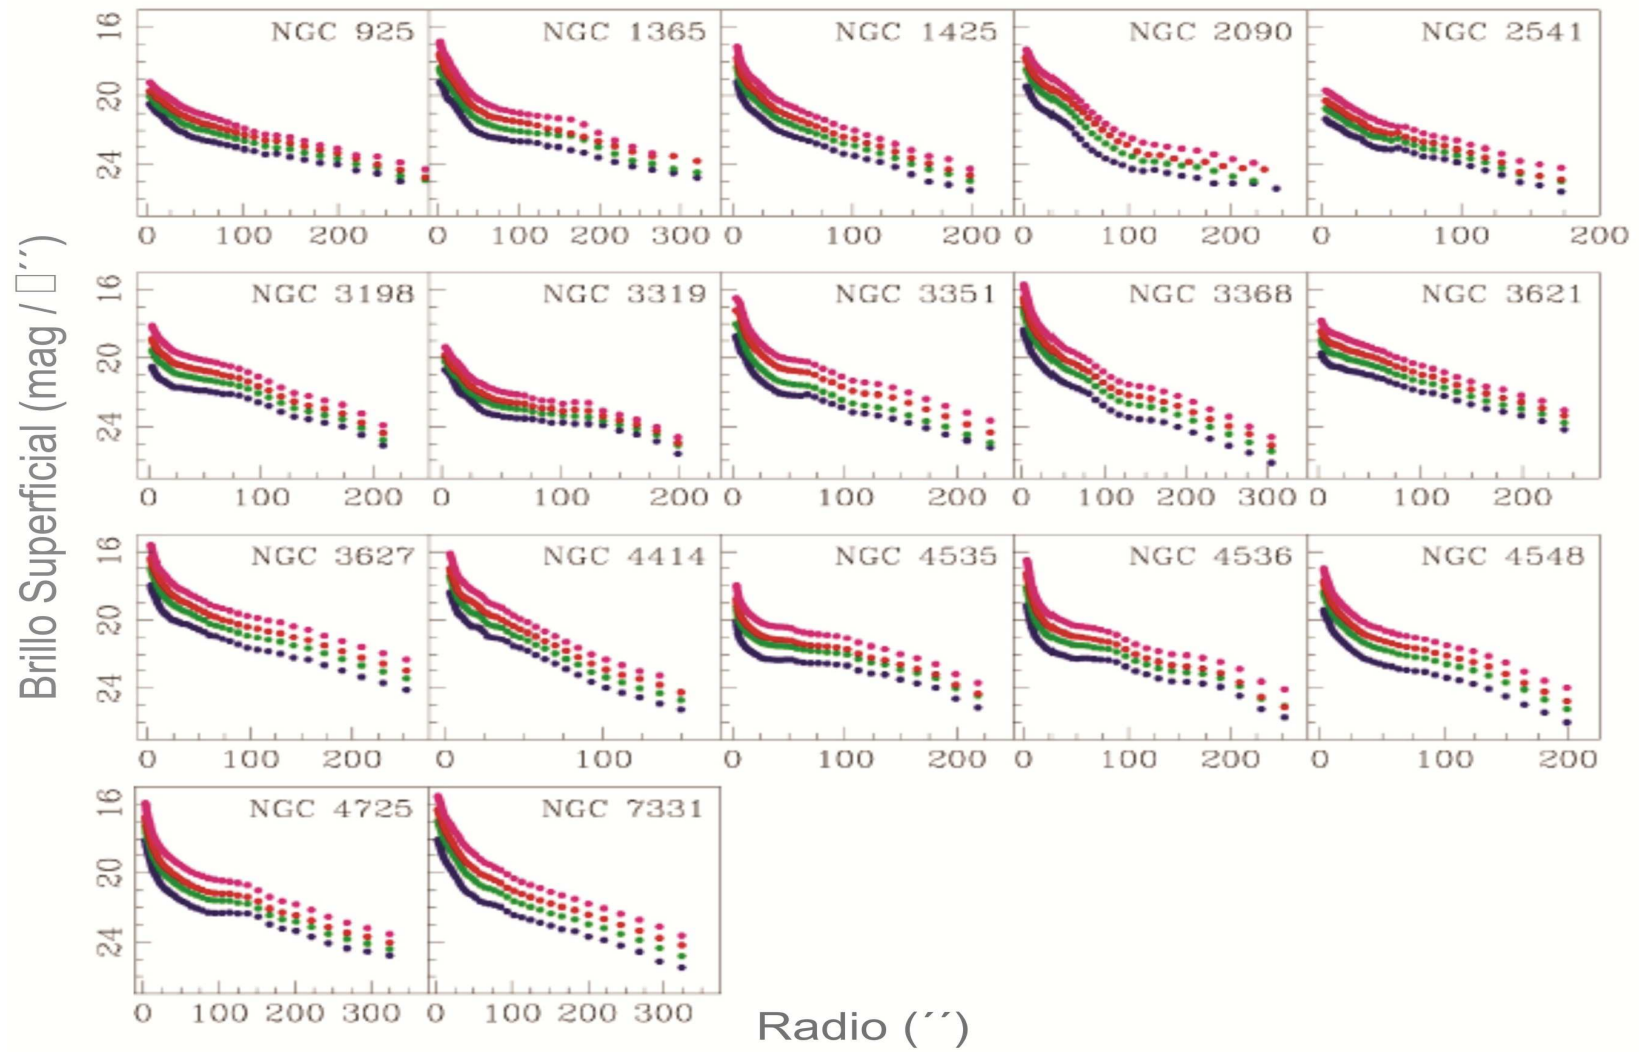 NGC 925 NGC 1365 NGC 1425 NGC 2090 NGC 2541
16
20
24
0 100 200 0 100 200 300 0 100 0 100 200 0 100 200
NGC 3198 NGC 3319 NGC 3351 NGC 3368 NGC 3621
16
20
24
0 100 200 0 100 200 0 100 200 0 100 200 300 0 100 200
NGC 3627 NGC 4414 NGC 4535 NGC 4536 NGC 4548
16
20
24
0 100 200 0 100 0 100 200 0 100 200 0 100 200
NGC 4725 NGC 7331
16
20
24
0 100 200 300 0 100 200 300
Brillo Superficial (mag / □´´)
Radio (´´)